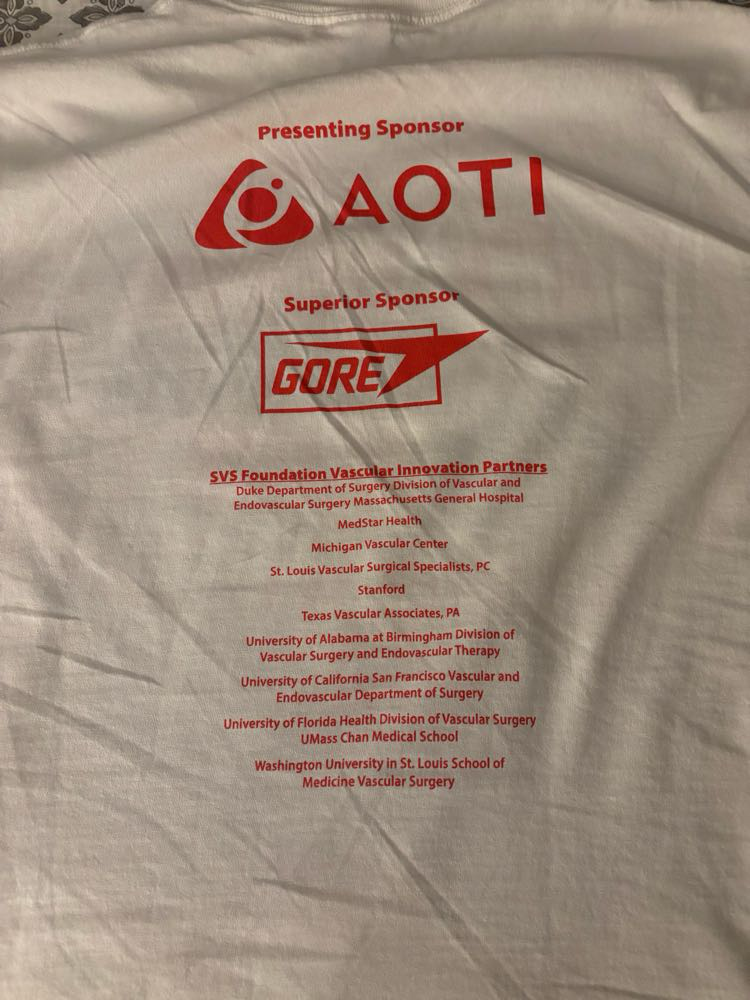 Presenting Sponsor
AOTI
Superior Sponsor
GORE
SVS Foundation Vascular Innovation Partners
Duke Department of Surgery Division of Vascular and
Endovascular Surgery Massachusetts General Hospital
MedStar Health
Michigan Vascular Center
St. Louis Vascular Surgical Specialists, PC
Stanford
Texas Vascular Associates, PA
University of Alabama at Birmingham Division of
Vascular Surgery and Endovascular Therapy
University of California San Francisco Vascular and
Endovascular Department of Surgery
University of Florida Health Division of Vascular Surgery
UMass Chan Medical School
Washington University in St. Louis School of
Medicine Vascular Surgery